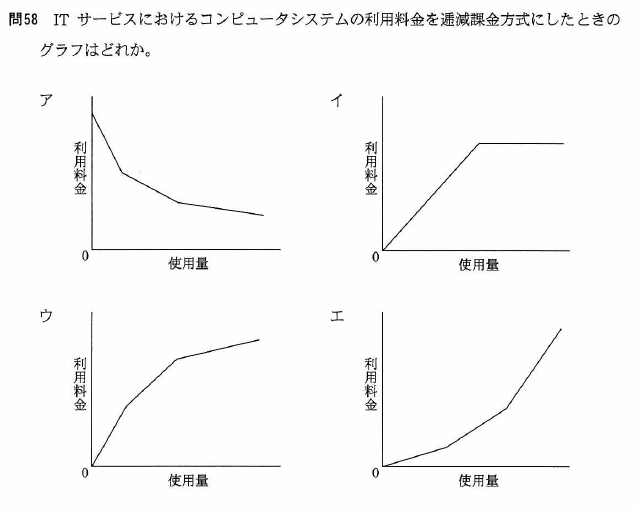 問58 ITサービスにおけるコンピュータシステムの利用料金を逓減課金方式にしたときの
グラフはどれか。
ア
利用料金
0
使用量
イ
利用料金
0
使用量
ウ
利用料金
0
使用量
エ
利用料金
0
使用量